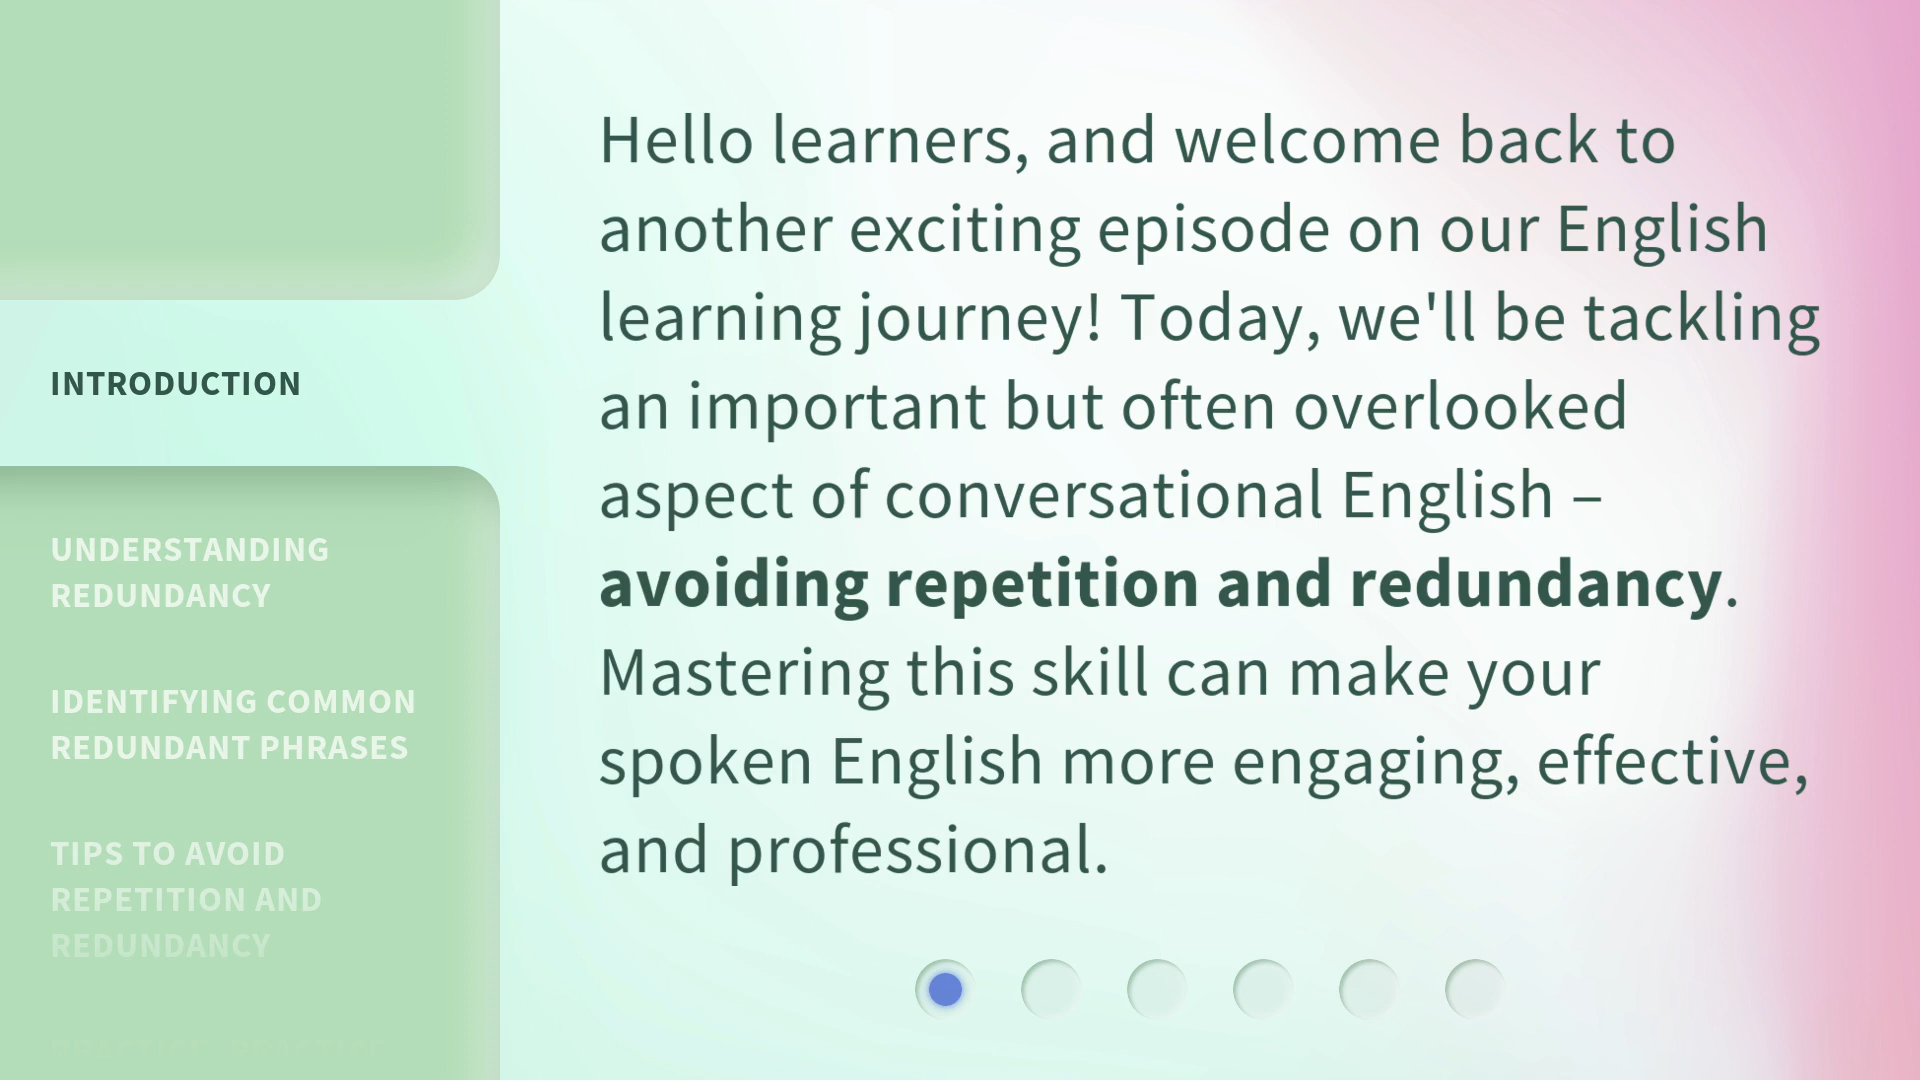 INTRODUCTION
UNDERSTANDING
REDUNDANCY
IDENTIFYING COMMON
REDUNDANT PHRASES
TIPS TO AVOID
REPETITION AND
REDUNDANCY
Hello learners, and welcome back to
another exciting episode on our English
learning journey! Today, we'll be tackling
an important but often overlooked
aspect of conversational English –
avoiding repetition and redundancy.
Mastering this skill can make your
spoken English more engaging, effective,
and professional.